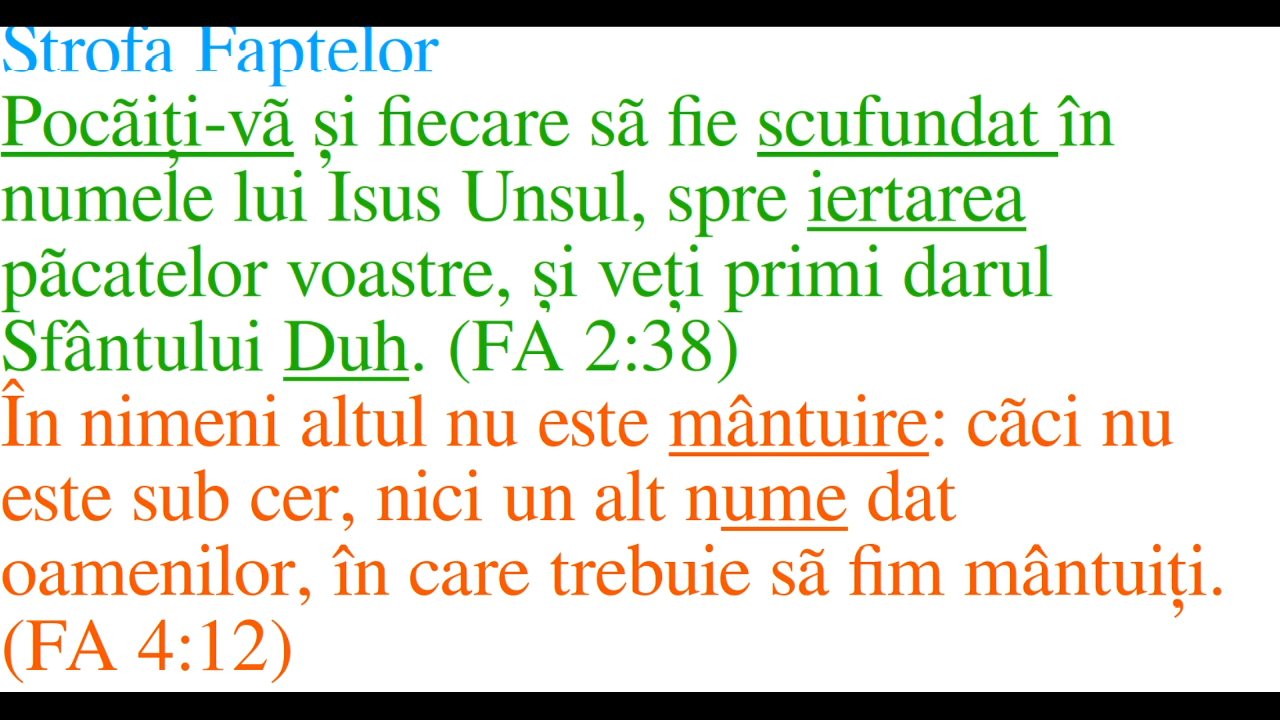 Strofa Faptelor
Pocãiți-vã și fiecare sã fie scufundat în
numele lui Isus Unsul, spre iertarea
pãcatelor voastre, și veți primi darul
Sfântului Duh. (FA 2:38)
În nimeni altul nu este mântuire: cãci nu
este sub cer, nici un alt nume dat
oamenilor, în care trebuie sã fim mântuiți.
(FA 4:12)